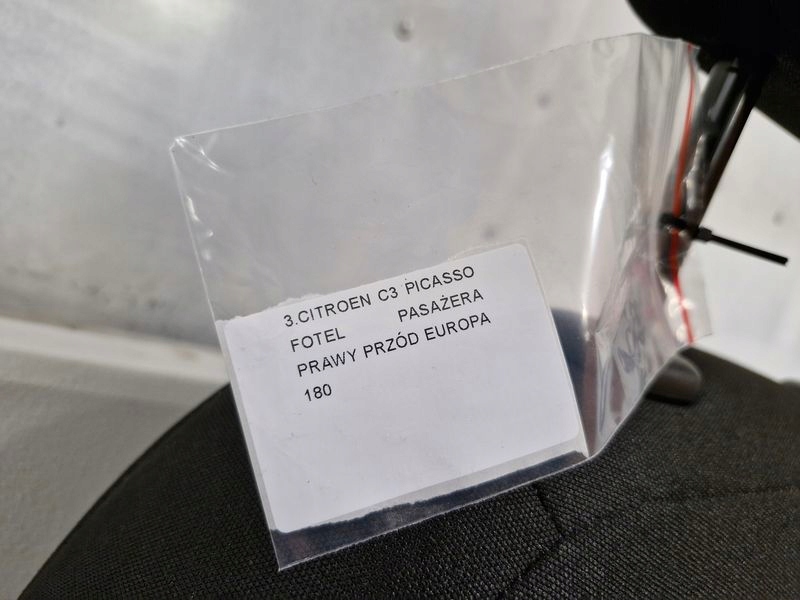 3.CITROEN C3 PICASSO
FOTEL PASAŻERA
PRAWY PRZÓD EUROPA
180